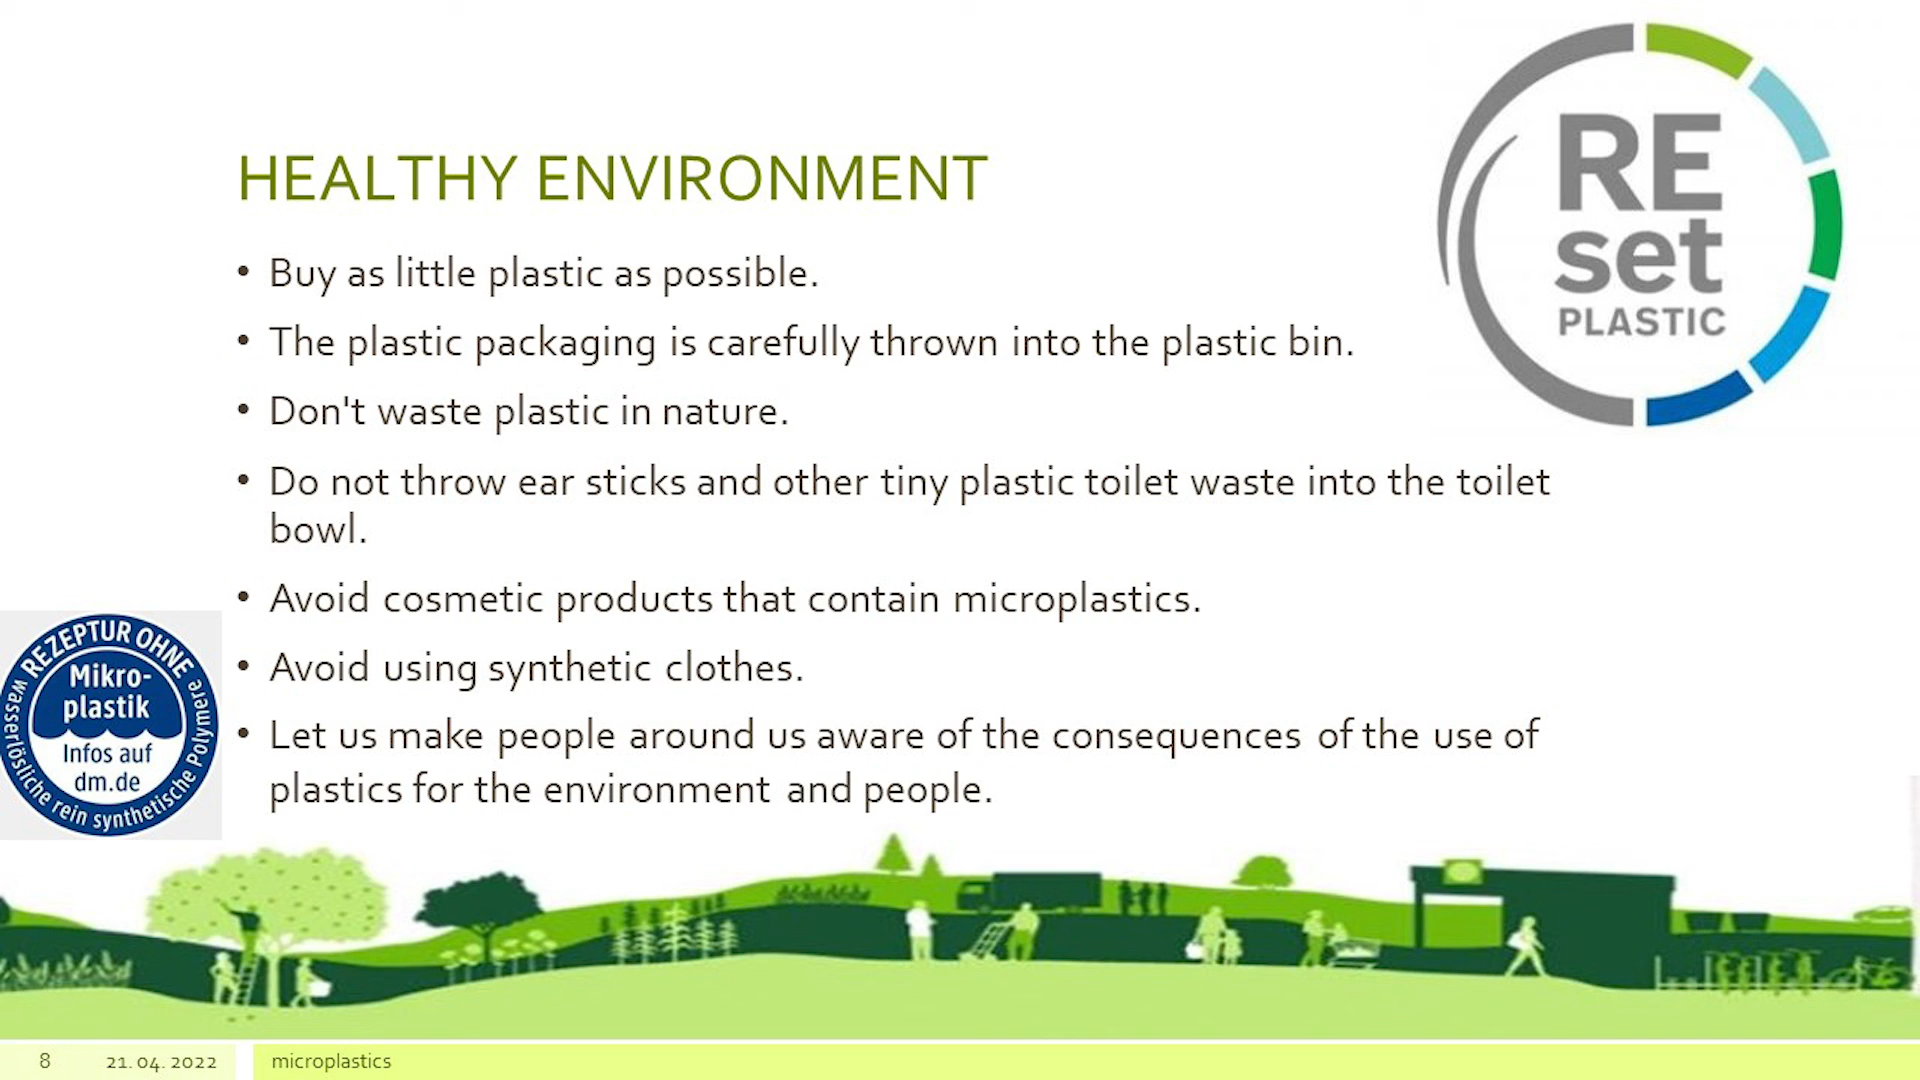 RE
set
PLASTIC
HEALTHY ENVIRONMENT
• Buy as little plastic as possible.
• The plastic packaging is carefully thrown into the plastic bin.
• Don't waste plastic in nature.
• Do not throw ear sticks and other tiny plastic toilet waste into the toilet
bowl.
• Avoid cosmetic products that contain microplastics.
• Avoid using synthetic clothes.
• Let us make people around us aware of the consequences of the use of
plastics for the environment and people.
REZEPTUR OHNE
Mikro-
plastik
Infos auf
dm.de
wasserlösliche rein synthetische Polymere
8 21. 04. 2022 microplastics